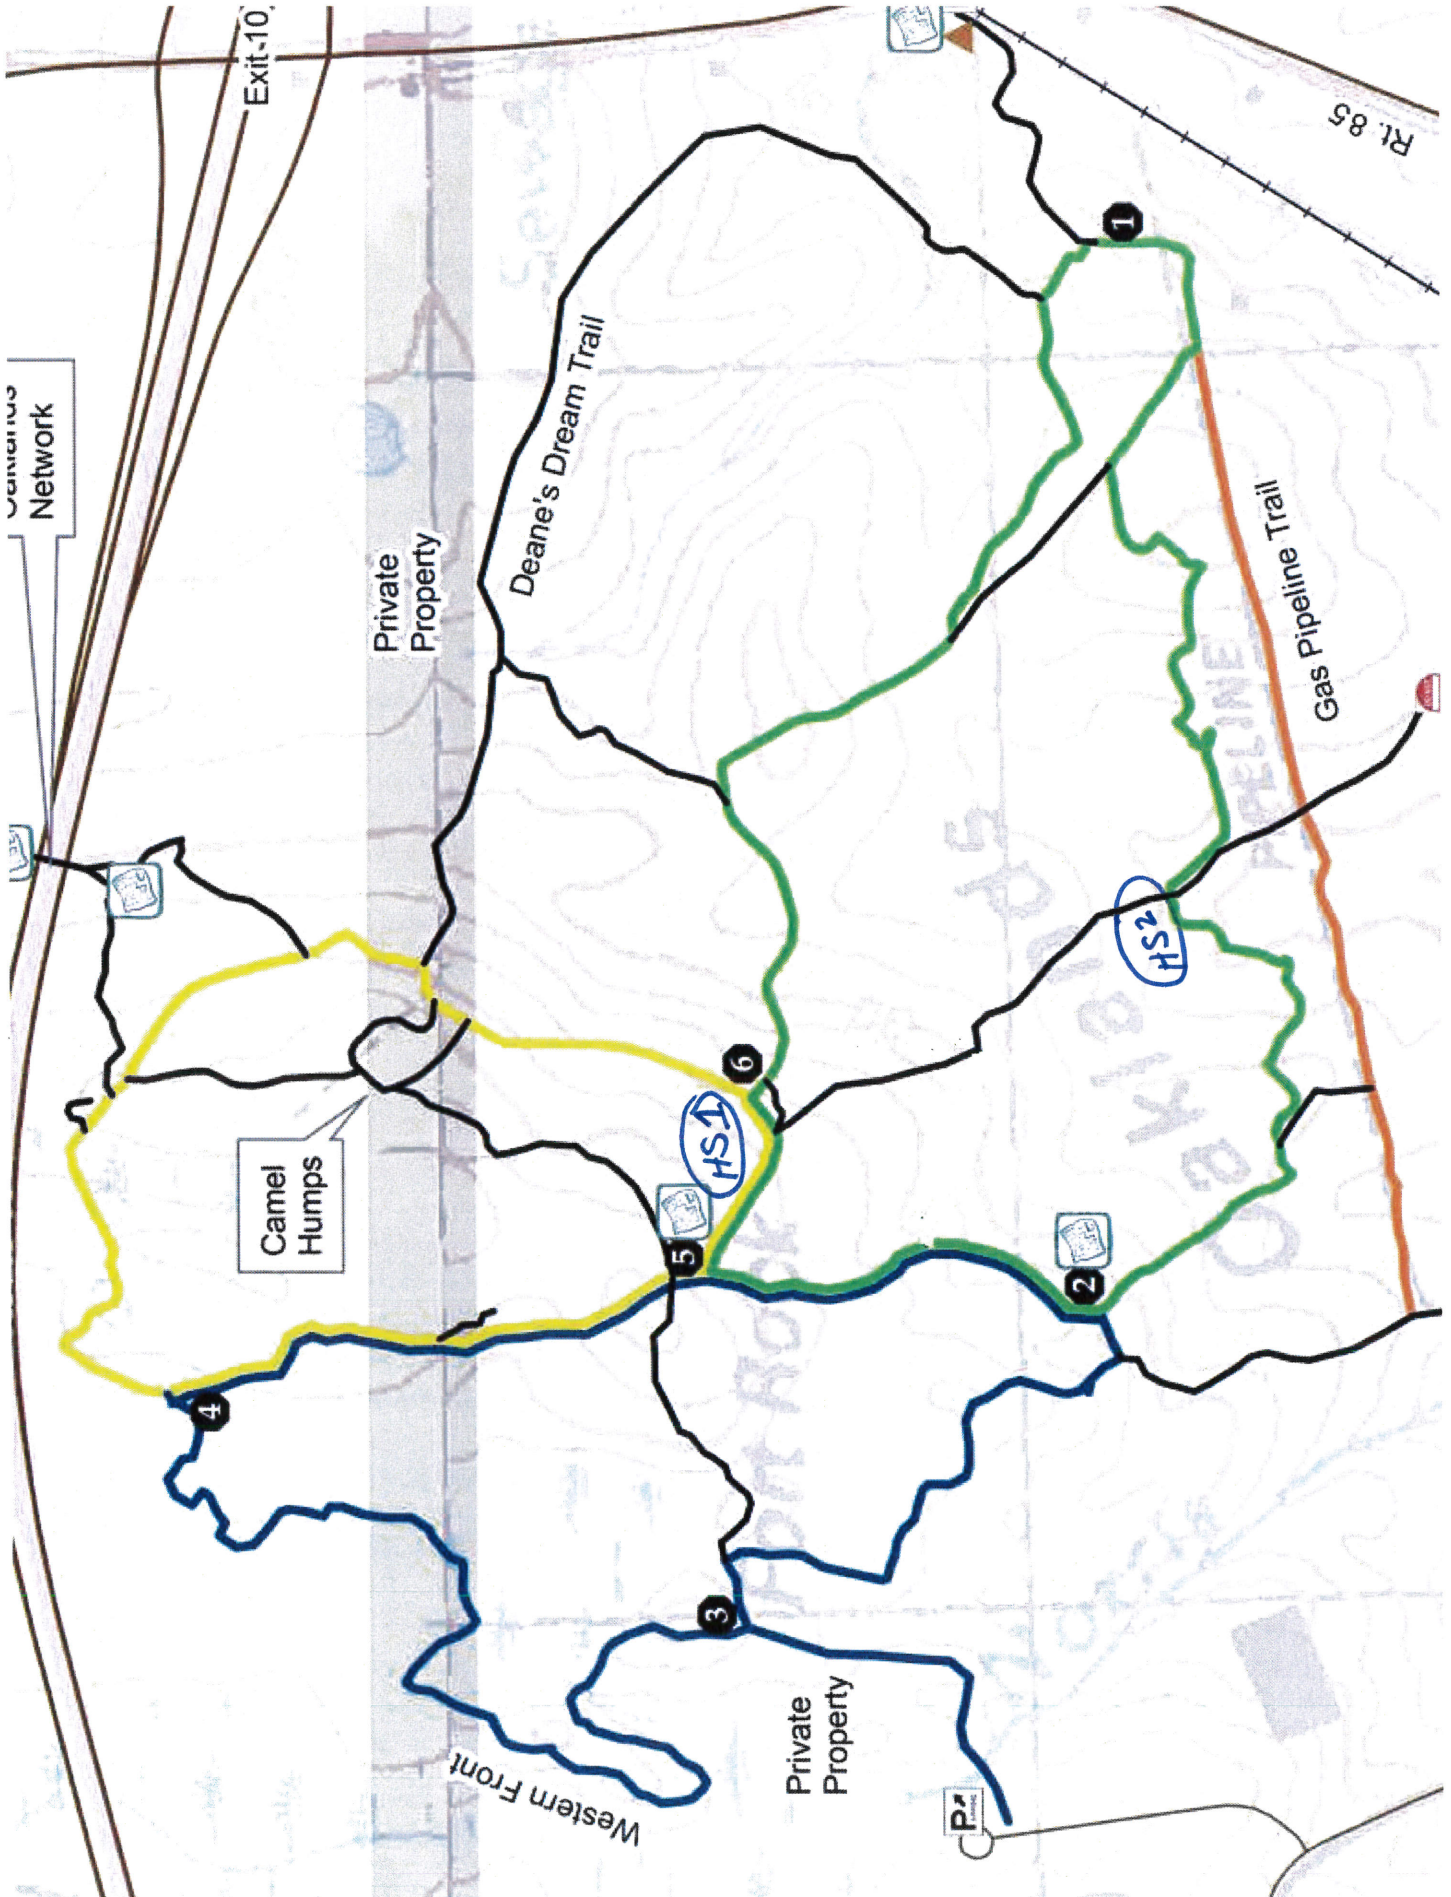 Exit-10
Network
Rt. 85
Private
Property
Deane's Dream Trail
Gas Pipeline Trail
Camel
Humps
HS1
HS2
1
2
3
4
5
6
Western Front
Private
Property
P